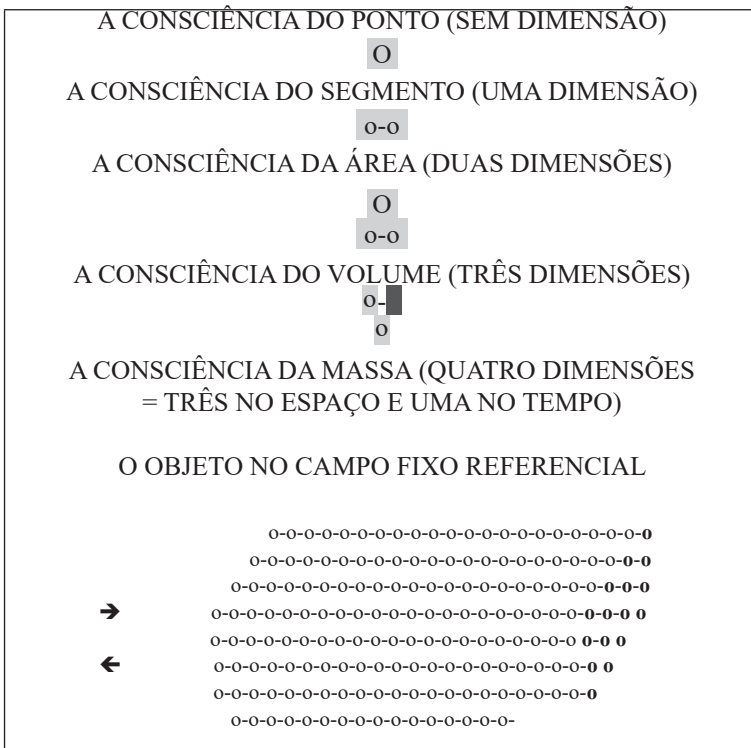 A CONSCIÊNCIA DO PONTO (SEM DIMENSÃO)
O
A CONSCIÊNCIA DO SEGMENTO (UMA DIMENSÃO)
o-o
A CONSCIÊNCIA DA ÁREA (DUAS DIMENSÕES)
O
o-o
A CONSCIÊNCIA DO VOLUME (TRÊS DIMENSÕES)
o-
o
A CONSCIÊNCIA DA MASSA (QUATRO DIMENSÕES
= TRÊS NO ESPAÇO E UMA NO TEMPO)
O OBJETO NO CAMPO FIXO REFERENCIAL
o-o-o-o-o-o-o-o-o-o-o-o-o-o-o-o-o-o-o-o-o-o
o-o-o-o-o-o-o-o-o-o-o-o-o-o-o-o-o-o-o-o-o-o-o
o-o-o-o-o-o-o-o-o-o-o-o-o-o-o-o-o-o-o-o-o-o-o-o
➔ o-o-o-o-o-o-o-o-o-o-o-o-o-o-o-o-o-o-o-o-o-o-o-o o
o-o-o-o-o-o-o-o-o-o-o-o-o-o-o-o-o-o-o-o-o o-o o
← o-o-o-o-o-o-o-o-o-o-o-o-o-o-o-o-o-o-o-o-o-o o
o-o-o-o-o-o-o-o-o-o-o-o-o-o-o-o-o-o-o-o-o-o
o-o-o-o-o-o-o-o-o-o-o-o-o-o-o-o-